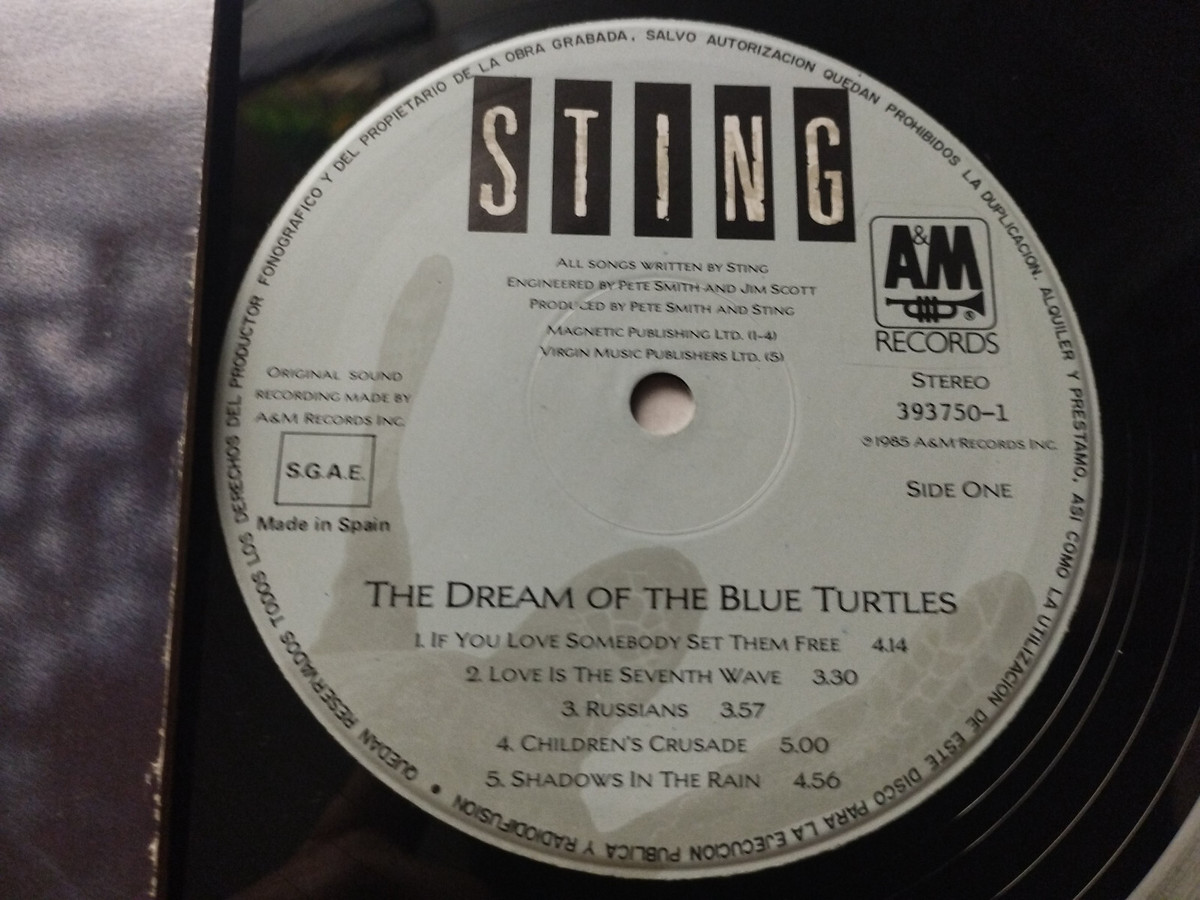 QUEDAN RESERVADOS TODOS LOS DERECHOS DEL PRODUCTOR FONOGRAFICO Y DEL PROPIETARIO DE LA OBRA GRABADA. SALVO AUTORIZACION QUEDAN PROHIBIDOS LA DUPLICACION, ALQUILER Y PRESTAMO, ASI COMO LA UTILIZACION DE ESTE DISCO PARA LA EJECUCION PUBLICA Y RADIODIFUSION •
STING
ALL SONGS WRITTEN BY STING
ENGINEERED BY PETE SMITH AND JIM SCOTT
PRODUCED BY PETE SMITH AND STING
MAGNETIC PUBLISHING LTD. (1-4)
VIRGIN MUSIC PUBLISHERS LTD. (5)
A&M
®
RECORDS
STEREO
393750-1
℗1985 A&M RECORDS INC.
SIDE ONE
ORIGINAL SOUND
RECORDING MADE BY
A&M RECORDS INC.
S.G.A.E.
Made in Spain
THE DREAM OF THE BLUE TURTLES
1. IF YOU LOVE SOMEBODY SET THEM FREE 4.14
2. LOVE IS THE SEVENTH WAVE 3.30
3. RUSSIANS 3.57
4. CHILDREN'S CRUSADE 5.00
5. SHADOWS IN THE RAIN 4.56